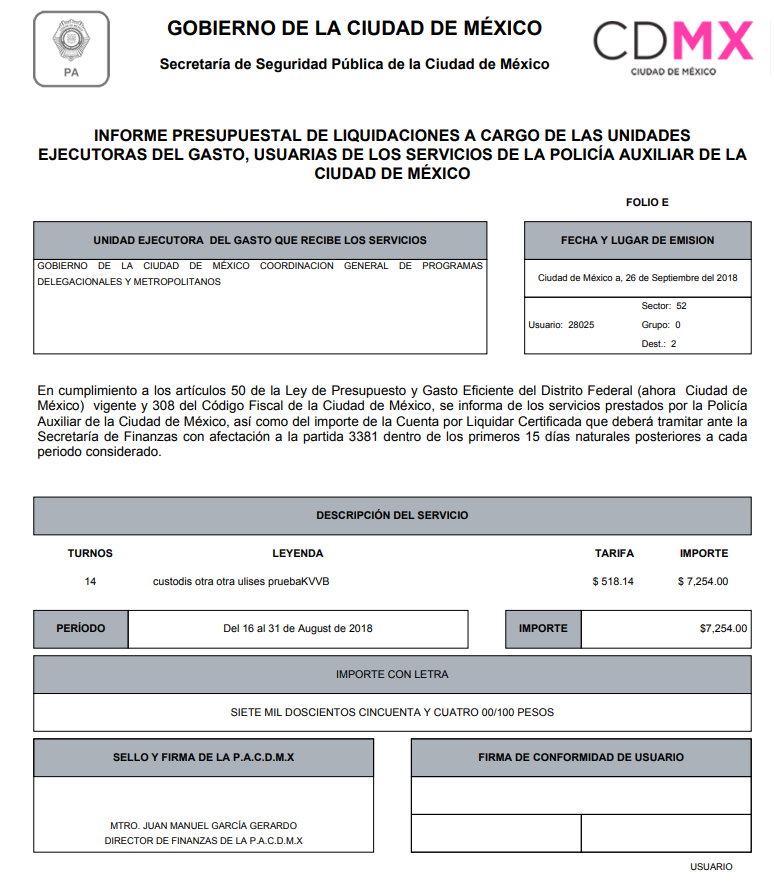 GOBIERNO DE LA CIUDAD DE MÉXICO
Secretaría de Seguridad Pública de la Ciudad de México
PA
CDMX
CIUDAD DE MÉXICO
INFORME PRESUPUESTAL DE LIQUIDACIONES A CARGO DE LAS UNIDADES
EJECUTORAS DEL GASTO, USUARIAS DE LOS SERVICIOS DE LA POLICÍA AUXILIAR DE LA
CIUDAD DE MÉXICO
FOLIO E
UNIDAD EJECUTORA DEL GASTO QUE RECIBE LOS SERVICIOS
GOBIERNO DE LA CIUDAD DE MÉXICO COORDINACION GENERAL DE PROGRAMAS
DELEGACIONALES Y METROPOLITANOS
FECHA Y LUGAR DE EMISION
Ciudad de México a, 26 de Septiembre del 2018
Sector: 52
Usuario: 28025 Grupo: 0
Dest.: 2
En cumplimiento a los artículos 50 de la Ley de Presupuesto y Gasto Eficiente del Distrito Federal (ahora Ciudad de
México) vigente y 308 del Código Fiscal de la Ciudad de México, se informa de los servicios prestados por la Policía
Auxiliar de la Ciudad de México, así como del importe de la Cuenta por Liquidar Certificada que deberá tramitar ante la
Secretaría de Finanzas con afectación a la partida 3381 dentro de los primeros 15 días naturales posteriores a cada
periodo considerado.
DESCRIPCIÓN DEL SERVICIO
TURNOS LEYENDA TARIFA IMPORTE
14 custodis otra otra ulises pruebaKVVB $ 518.14 $ 7,254.00
PERÍODO Del 16 al 31 de August de 2018 IMPORTE $7,254.00
IMPORTE CON LETRA
SIETE MIL DOSCIENTOS CINCUENTA Y CUATRO 00/100 PESOS
SELLO Y FIRMA DE LA P.A.C.D.M.X
MTRO. JUAN MANUEL GARCÍA GERARDO
DIRECTOR DE FINANZAS DE LA P.A.C.D.M.X
FIRMA DE CONFORMIDAD DE USUARIO
USUARIO